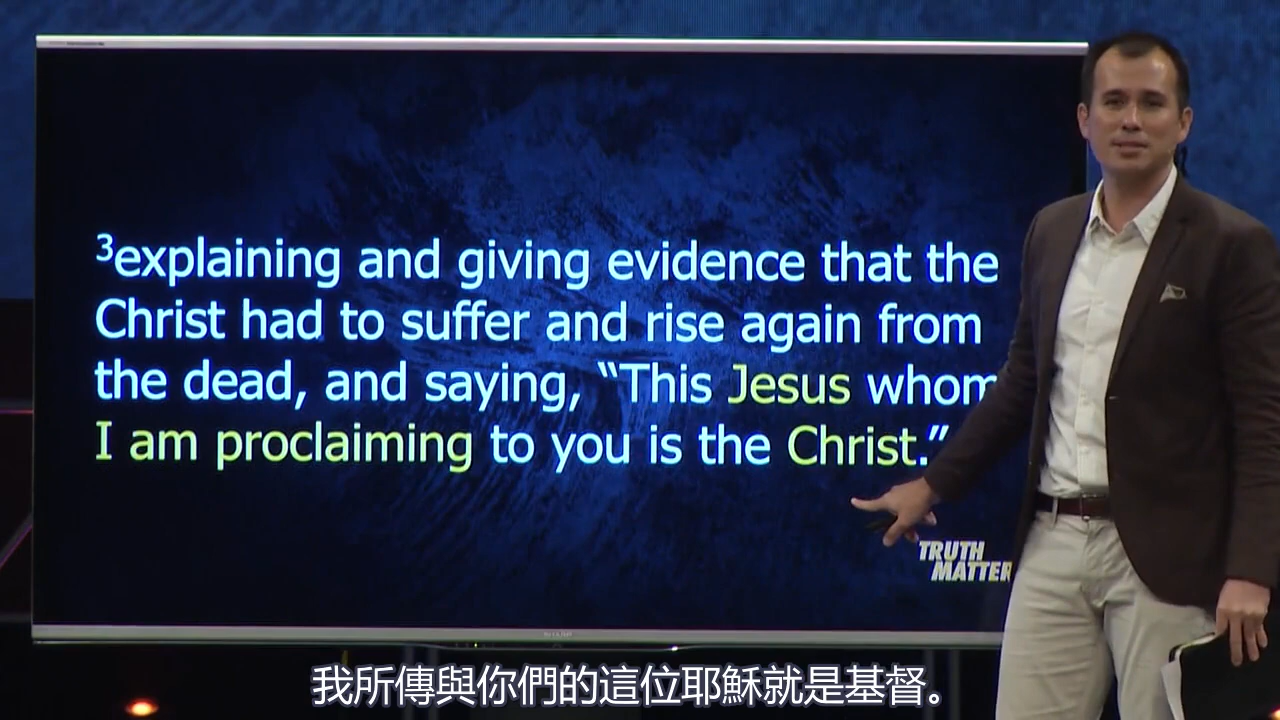 ³explaining and giving evidence that the
Christ had to suffer and rise again from
the dead, and saying, “This Jesus whom
I am proclaiming to you is the Christ.”
TRUTH
MATTER
我所傳與你們的這位耶穌就是基督。